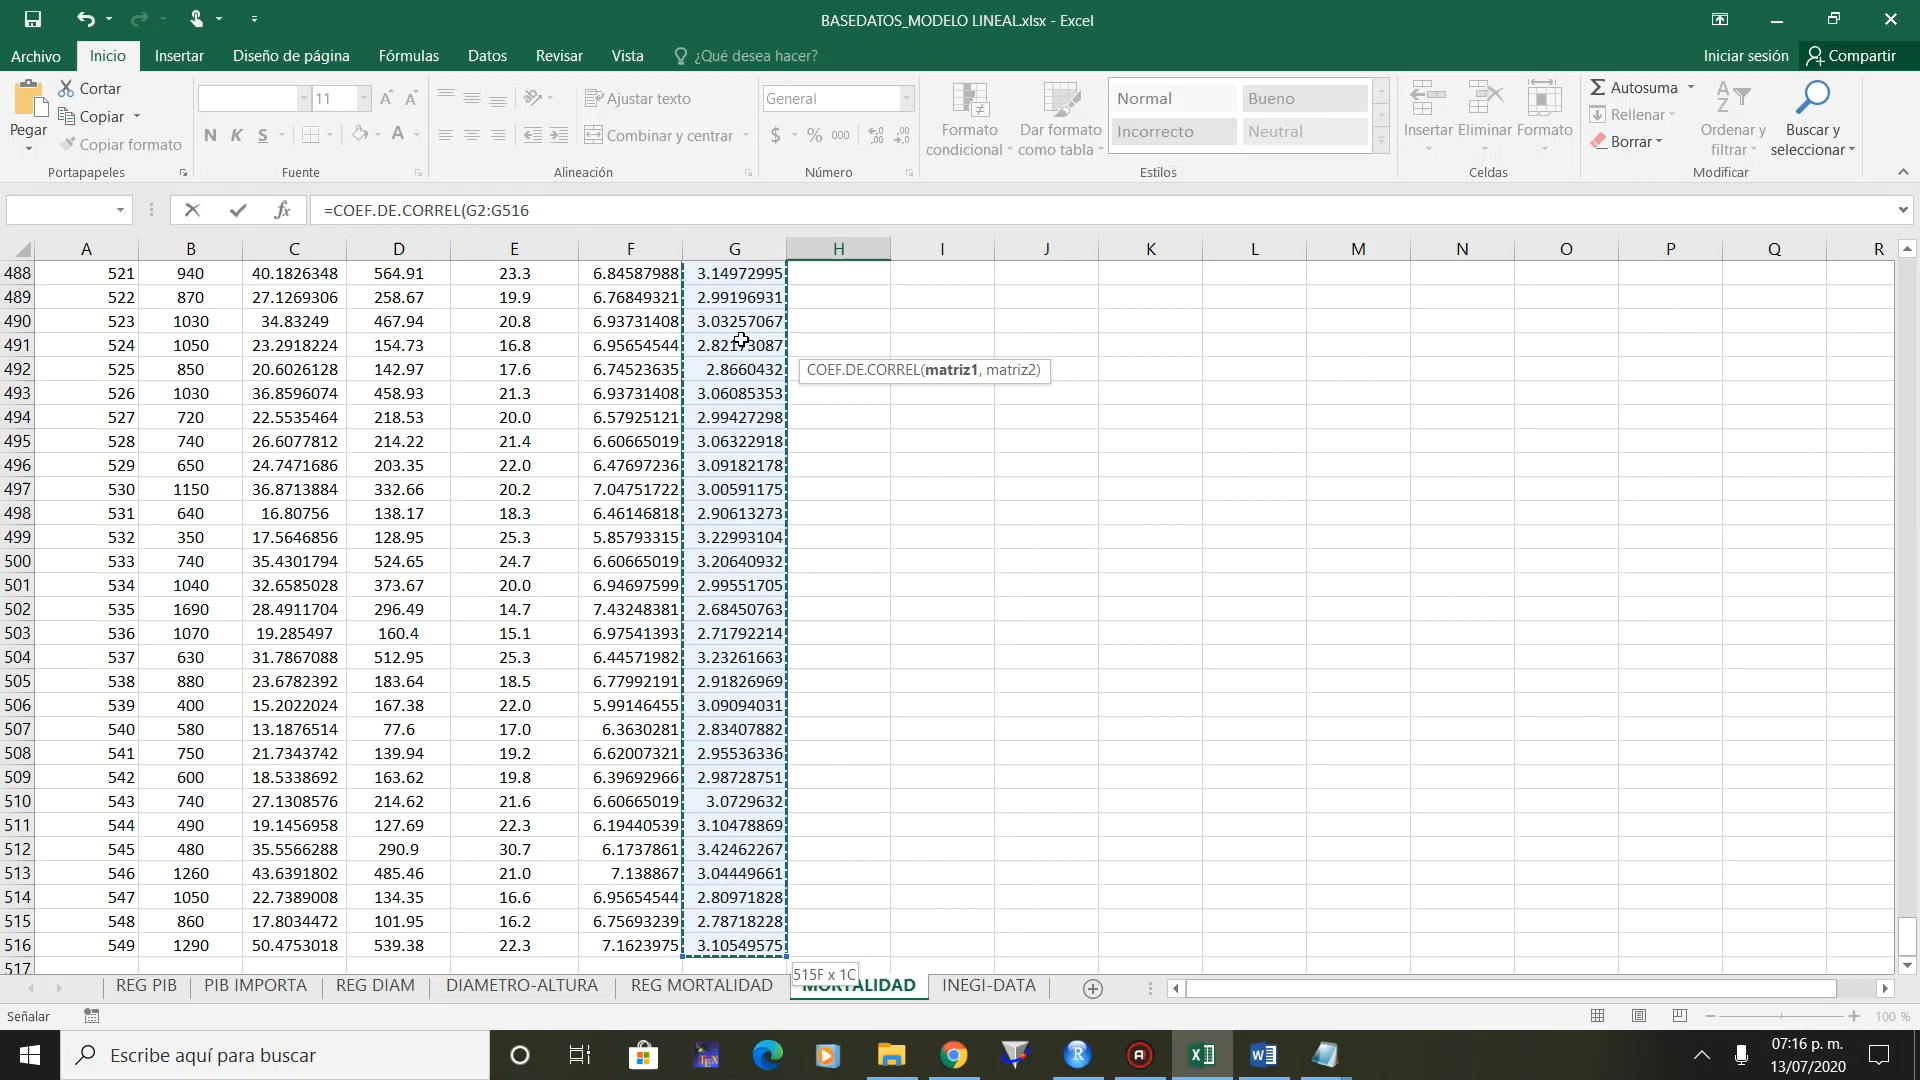 BASEDATOS_MODELO LINEAL.xlsx - Excel
Archivo Inicio Insertar Diseño de página Fórmulas Datos Revisar Vista ¿Qué desea hacer? Iniciar sesión Compartir
Pegar Cortar Copiar Copiar formato Portapapeles
11 N K S A Fuente
Ajustar texto Combinar y centrar Alineación
General $ % 000 Número
Formato condicional Dar formato como tabla Normal Bueno Incorrecto Neutral Estilos
Insertar Eliminar Formato Celdas
Autosuma Rellenar Borrar Ordenar y filtrar Buscar y seleccionar Modificar
fx =COEF.DE.CORREL(G2:G516
A B C D E F G H I J K L M N O P Q R
488 521 940 40.1826348 564.91 23.3 6.84587988 3.14972995
489 522 870 27.1269306 258.67 19.9 6.76849321 2.99196931
490 523 1030 34.83249 467.94 20.8 6.93731408 3.03257067
491 524 1050 23.2918224 154.73 16.8 6.95654544 2.82173087
492 525 850 20.6026128 142.97 17.6 6.74523635 2.8660432 COEF.DE.CORREL(matriz1, matriz2)
493 526 1030 36.8596074 458.93 21.3 6.93731408 3.06085353
494 527 720 22.5535464 218.53 20.0 6.57925121 2.99427298
495 528 740 26.6077812 214.22 21.4 6.60665019 3.06322918
496 529 650 24.7471686 203.35 22.0 6.47697236 3.09182178
497 530 1150 36.8713884 332.66 20.2 7.04751722 3.00591175
498 531 640 16.80756 138.17 18.3 6.46146818 2.90613273
499 532 350 17.5646856 128.95 25.3 5.85793315 3.22993104
500 533 740 35.4301794 524.65 24.7 6.60665019 3.20640932
501 534 1040 32.6585028 373.67 20.0 6.94697599 2.99551705
502 535 1690 28.4911704 296.49 14.7 7.43248381 2.68450763
503 536 1070 19.285497 160.4 15.1 6.97541393 2.71792214
504 537 630 31.7867088 512.95 25.3 6.44571982 3.23261663
505 538 880 23.6782392 183.64 18.5 6.77992191 2.91826969
506 539 400 15.2022024 167.38 22.0 5.99146455 3.09094031
507 540 580 13.1876514 77.6 17.0 6.3630281 2.83407882
508 541 750 21.7343742 139.94 19.2 6.62007321 2.95536336
509 542 600 18.5338692 163.62 19.8 6.39692966 2.98728751
510 543 740 27.1308576 214.62 21.6 6.60665019 3.0729632
511 544 490 19.1456958 127.69 22.3 6.19440539 3.10478869
512 545 480 35.5566288 290.9 30.7 6.1737861 3.42462267
513 546 1260 43.6391802 485.46 21.0 7.138867 3.04449661
514 547 1050 22.7389008 134.35 16.6 6.95654544 2.80971828
515 548 860 17.8034472 101.95 16.2 6.75693239 2.78718228
516 549 1290 50.4753018 539.38 22.3 7.1623975 3.10549575
517
515F x 1C
REG PIB PIB IMPORTA REG DIAM DIAMETRO-ALTURA REG MORTALIDAD MORTALIDAD INEGI-DATA
Señalar 100 %
Escribe aquí para buscar
07:16 p. m.
13/07/2020